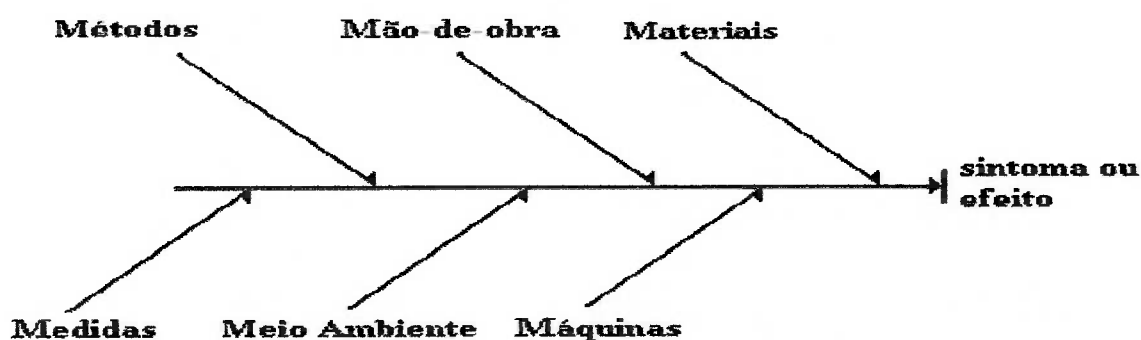 Métodos
Mão-de-obra
Materiais
sintoma ou
efeito
Medidas
Meio Ambiente
Máquinas